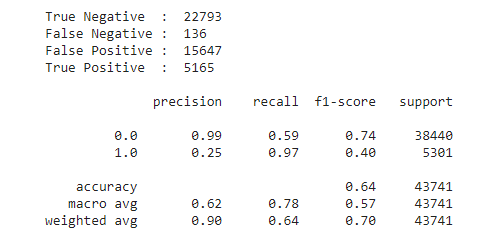 True Negative  :  22793
False Negative :  136
False Positive :  15647
True Positive  :  5165
precision    recall  f1-score   support
0.0       0.99      0.59      0.74     38440
1.0       0.25      0.97      0.40      5301
accuracy                           0.64     43741
macro avg       0.62      0.78      0.57     43741
weighted avg       0.90      0.64      0.70     43741